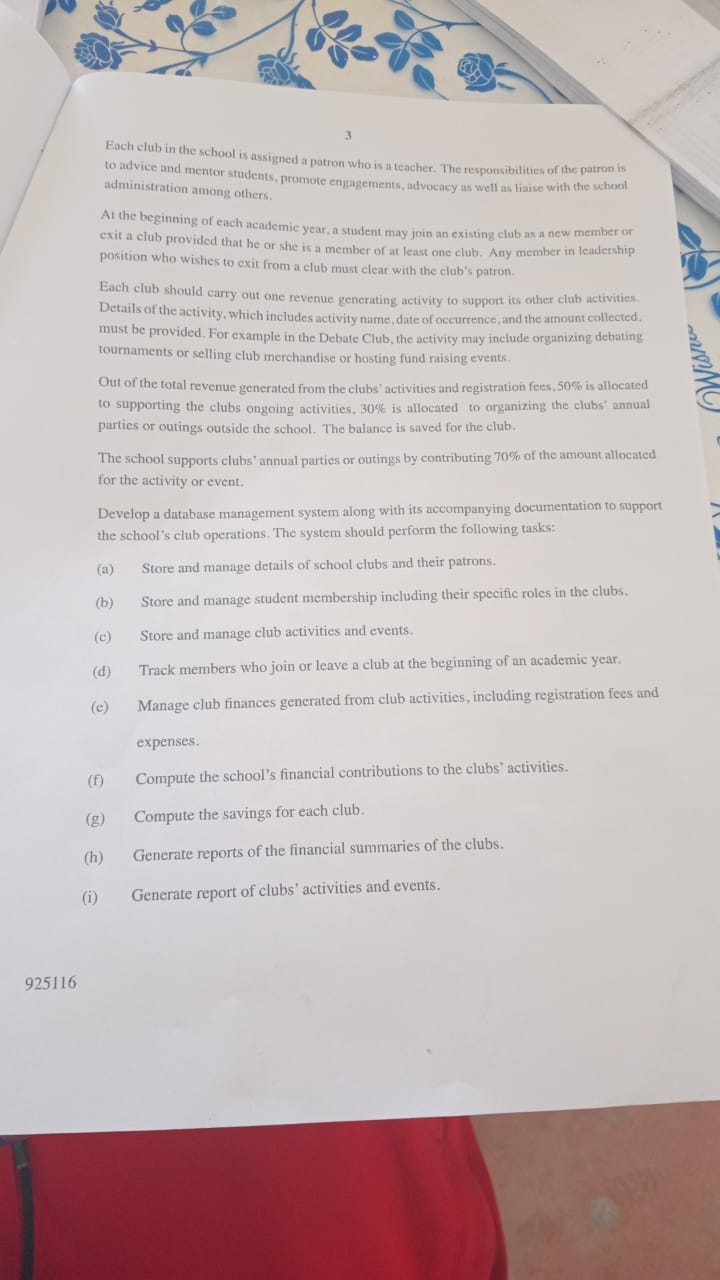 3
Each club in the school is assigned a patron who is a teacher. The responsibilities of the patron is
to advice and mentor students, promote engagements, advocacy as well as liaise with the school
administration among others.
At the beginning of each academic year, a student may join an existing club as a new member or
exit a club provided that he or she is a member of at least one club. Any member in leadership
position who wishes to exit from a club must clear with the club's patron.
Each club should carry out one revenue generating activity to support its other club activities.
Details of the activity, which includes activity name, date of occurrence, and the amount collected,
must be provided. For example in the Debate Club, the activity may include organizing debating
tournaments or selling club merchandise or hosting fund raising events.
Out of the total revenue generated from the clubs' activities and registration fees, 50% is allocated
to supporting the clubs ongoing activities, 30% is allocated to organizing the clubs' annual
parties or outings outside the school. The balance is saved for the club.
The school supports clubs' annual parties or outings by contributing 70% of the amount allocated
for the activity or event.
Develop a database management system along with its accompanying documentation to support
the school's club operations. The system should perform the following tasks:
(a) Store and manage details of school clubs and their patrons.
(b) Store and manage student membership including their specific roles in the clubs.
(c) Store and manage club activities and events.
(d) Track members who join or leave a club at the beginning of an academic year.
(e) Manage club finances generated from club activities, including registration fees and
expenses.
(f) Compute the school's financial contributions to the clubs' activities.
(g) Compute the savings for each club.
(h) Generate reports of the financial summaries of the clubs.
(i) Generate report of clubs' activities and events.
925116